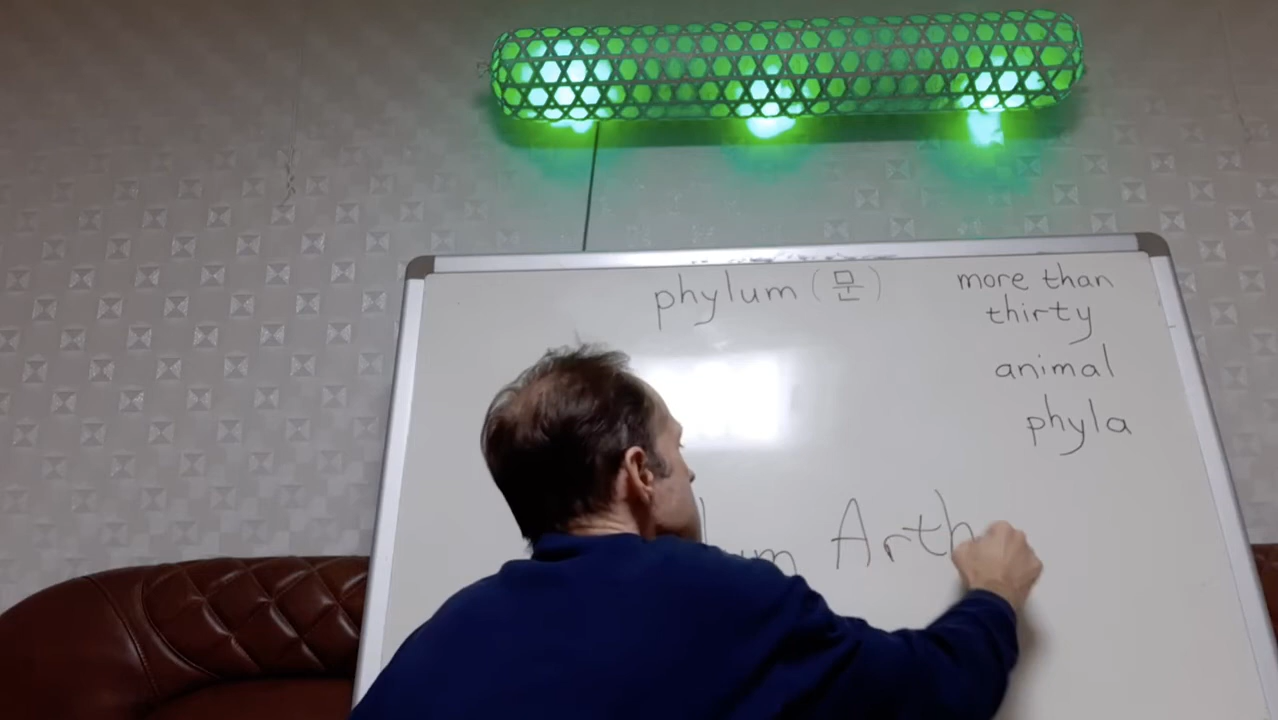 phylum (문)
more than
thirty
animal
phyla
Arth